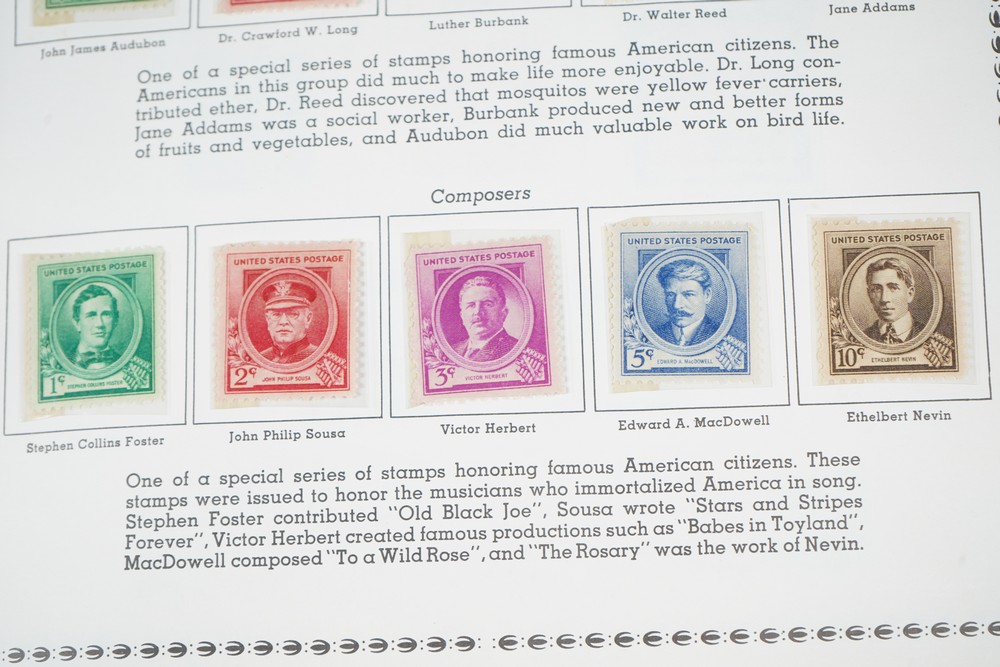 John James Audubon
Dr. Crawford W. Long
Luther Burbank
Dr. Walter Reed
Jane Addams
One of a special series of stamps honoring famous American citizens. The
Americans in this group did much to make life more enjoyable. Dr. Long con-
tributed ether, Dr. Reed discovered that mosquitos were yellow fever carriers,
Jane Addams was a social worker, Burbank produced new and better forms
of fruits and vegetables, and Audubon did much valuable work on bird life.
Composers
UNITED STATES POSTAGE
1¢
STEPHEN COLLINS FOSTER
UNITED STATES POSTAGE
2¢
JOHN PHILIP SOUSA
UNITED STATES POSTAGE
3¢
VICTOR HERBERT
UNITED STATES POSTAGE
5¢
EDWARD A. MACDOWELL
UNITED STATES POSTAGE
10¢
ETHELBERT NEVIN
Stephen Collins Foster
John Philip Sousa
Victor Herbert
Edward A. MacDowell
Ethelbert Nevin
One of a special series of stamps honoring famous American citizens. These
stamps were issued to honor the musicians who immortalized America in song.
Stephen Foster contributed "Old Black Joe", Sousa wrote "Stars and Stripes
Forever", Victor Herbert created famous productions such as "Babes in Toyland",
MacDowell composed "To a Wild Rose", and "The Rosary" was the work of Nevin.